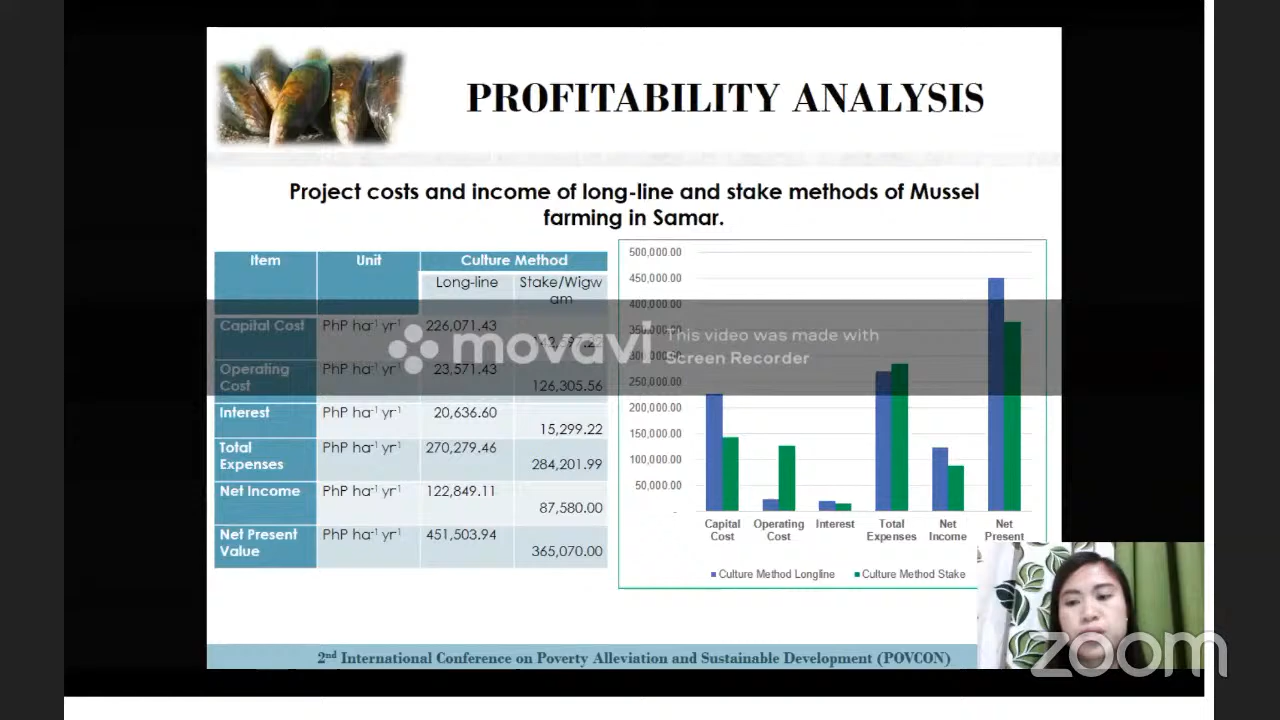 PROFITABILITY ANALYSIS
Project costs and income of long-line and stake methods of Mussel
farming in Samar.
Item Unit Culture Method
Long-line Stake/Wigw
am
Capital Cost PhP ha-1 yr-1 226,071.43
Operating PhP ha-1 yr-1 23,571.43
Cost 126,305.56
Interest PhP ha-1 yr-1 20,636.60
15,299.22
Total PhP ha-1 yr-1 270,279.46
Expenses 284,201.99
Net Income PhP ha-1 yr-1 122,849.11
87,580.00
Net Present PhP ha-1 yr-1 451,503.94
Value 365,070.00
500,000.00
450,000.00
400,000.00
350,000.00
300,000.00
250,000.00
200,000.00
150,000.00
100,000.00
50,000.00
-
Capital Operating Interest Total Net Net
Cost Cost Expenses Income Present
Culture Method Longline Culture Method Stake
movavi
This video was made with
Screen Recorder
2nd International Conference on Poverty Alleviation and Sustainable Development (POVCON)
zoom